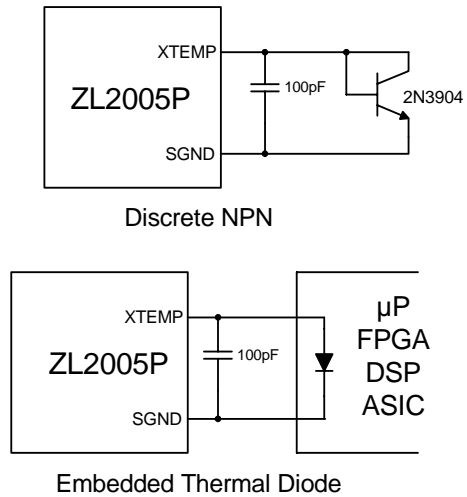 XTEMP
ZL2005P
100pF
2N3904
SGND
Discrete NPN
XTEMP
µP
FPGA
DSP
ASIC
ZL2005P
100pF
SGND
Embedded Thermal Diode